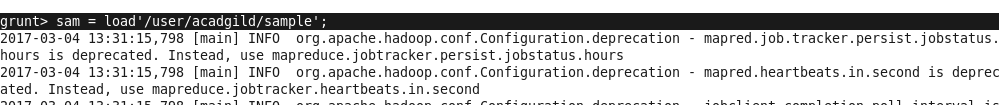 grunt> sam = load'/user/acadgild/sample';
2017-03-04 13:31:15,798 [main] INFO  org.apache.hadoop.conf.Configuration.deprecation - mapred.job.tracker.persist.jobstatus.
hours is deprecated. Instead, use mapreduce.jobtracker.persist.jobstatus.hours
2017-03-04 13:31:15,798 [main] INFO  org.apache.hadoop.conf.Configuration.deprecation - mapred.heartbeats.in.second is deprec
ated. Instead, use mapreduce.jobtracker.heartbeats.in.second
2017-03-04 13:31:15,798 [main] INFO  org.apache.hadoop.conf.Configuration.deprecation - jobclient.completion.poll.interval is